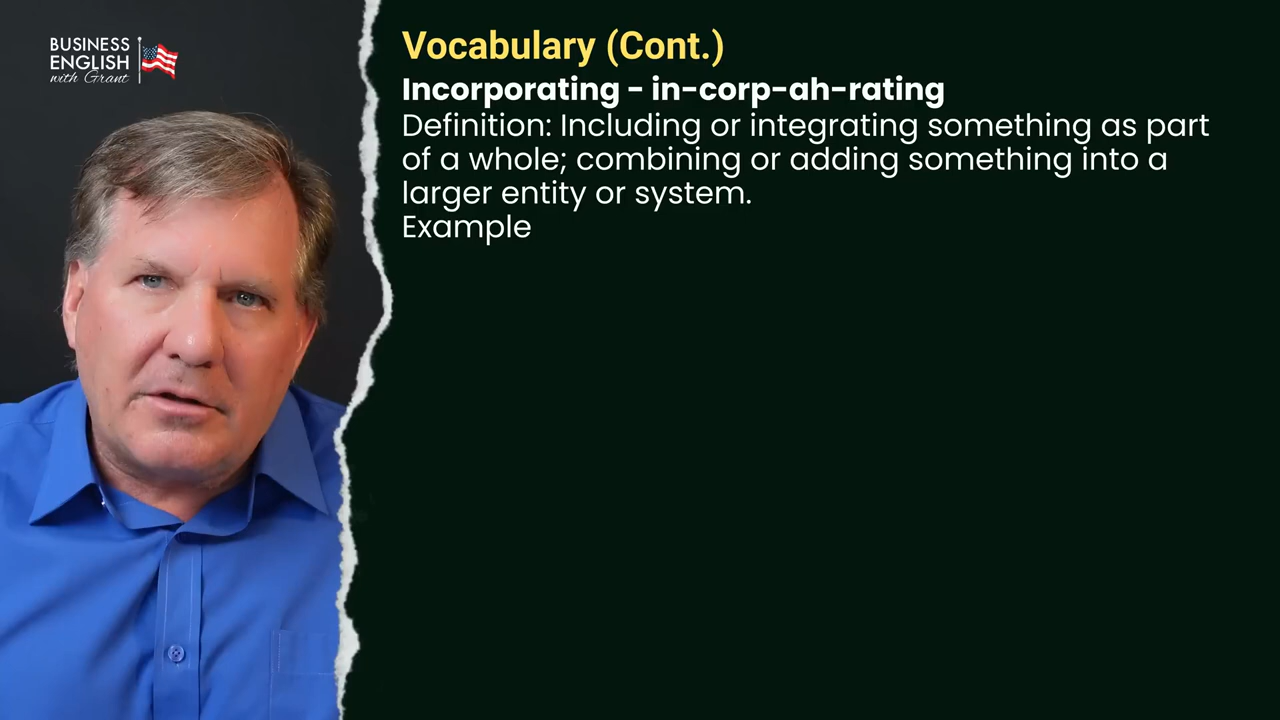 BUSINESS
ENGLISH
with Grant
Vocabulary (Cont.)
Incorporating - in-corp-ah-rating
Definition: Including or integrating something as part
of a whole; combining or adding something into a
larger entity or system.
Example